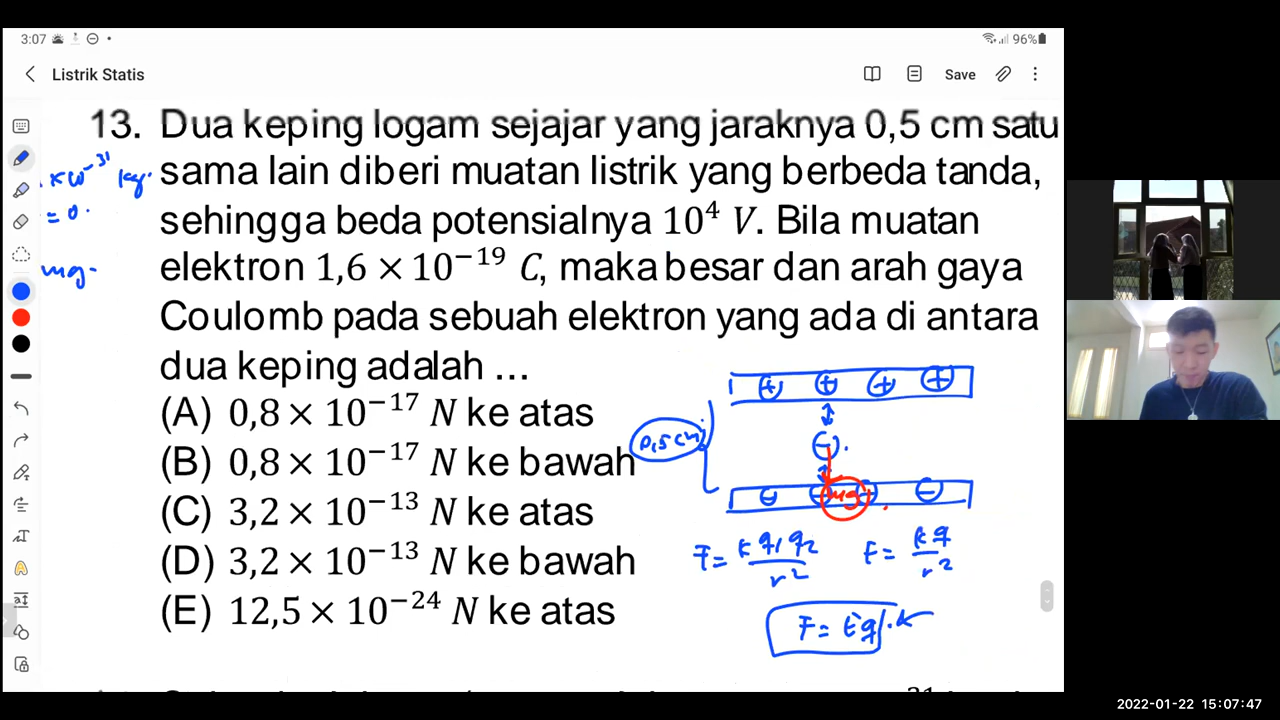 3:07
96%
Listrik Statis
Save
13. Dua keping logam sejajar yang jaraknya 0,5 cm satu
sama lain diberi muatan listrik yang berbeda tanda,
sehingga beda potensialnya 10⁴ V. Bila muatan
elektron 1,6 × 10⁻¹⁹ C, maka besar dan arah gaya
Coulomb pada sebuah elektron yang ada di antara
dua keping adalah ...
(A) 0,8 × 10⁻¹⁷ N ke atas
(B) 0,8 × 10⁻¹⁷ N ke bawah
(C) 3,2 × 10⁻¹³ N ke atas
(D) 3,2 × 10⁻¹³ N ke bawah
(E) 12,5 × 10⁻²⁴ N ke atas
×10⁻³¹ kg.
= 0.
mg.
+ + + +
0,5 cm
−
− − −
mg
F = k q₁ q₂ / r²
E = k q / r²
F = E q
2022-01-22 15:07:47